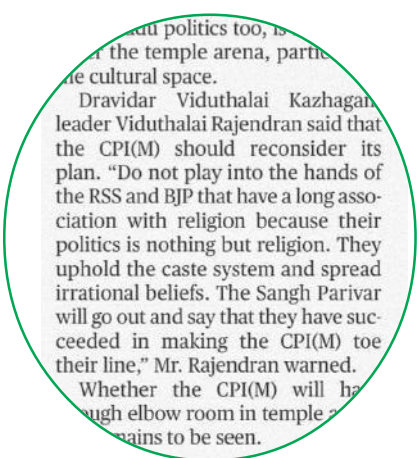 politics too,
the temple arena,
cultural space.
Dravidar Viduthalai Kazhagam
leader Viduthalai Rajendran said that
the CPI(M) should reconsider its
plan. “Do not play into the hands of
the RSS and BJP that have a long asso-
ciation with religion because their
politics is nothing but religion. They
uphold the caste system and spread
irrational beliefs. The Sangh Parivar
will go out and say that they have suc-
ceeded in making the CPI(M) toe
their line,” Mr. Rajendran warned.
Whether the CPI(M) will
elbow room in temple
to be seen.